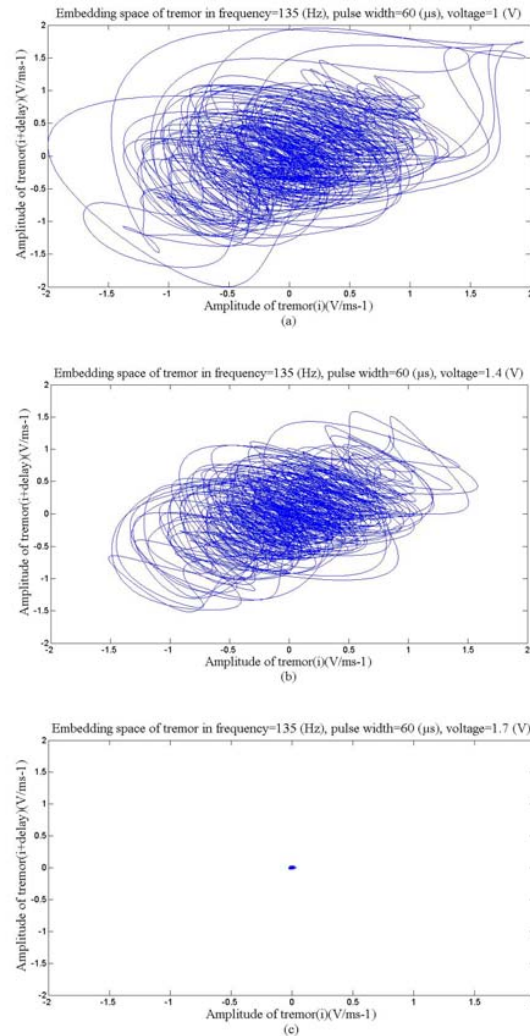 Embedding space of tremor in frequency=135 (Hz), pulse width=60 (µs), voltage=1 (V)
Amplitude of tremor(i+delay)(V/ms-1)
2
1.5
1
0.5
0
-0.5
-1
-1.5
-2
-2 -1.5 -1 -0.5 0 0.5 1 1.5 2
Amplitude of tremor(i)(V/ms-1)
(a)
Embedding space of tremor in frequency=135 (Hz), pulse width=60 (µs), voltage=1.4 (V)
Amplitude of tremor(i+delay)(V/ms-1)
2
1.5
1
0.5
0
-0.5
-1
-1.5
-2
-2 -1.5 -1 -0.5 0 0.5 1 1.5 2
Amplitude of tremor(i)(V/ms-1)
(b)
Embedding space of tremor in frequency=135 (Hz), pulse width=60 (µs), voltage=1.7 (V)
Amplitude of tremor(i+delay)(V/ms-1)
2
1.5
1
0.5
0
-0.5
-1
-1.5
-2
-2 -1.5 -1 -0.5 0 0.5 1 1.5 2
Amplitude of tremor(i)(V/ms-1)
(c)